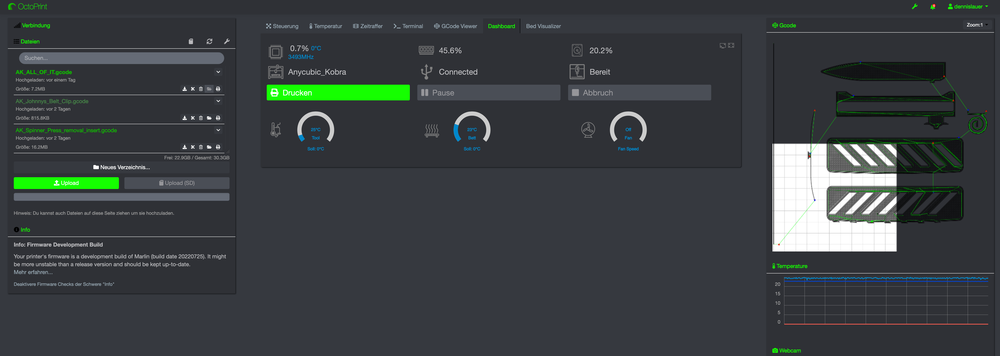 OctoPrint
6
dennislauer
Verbindung
Dateien
Suchen...
AK_ALL_OF_IT.gcode
Hochgeladen: vor einem Tag
Größe: 7.2MB
AK_Johnnys_Belt_Clip.gcode
Hochgeladen: vor 2 Tagen
Größe: 815.8KB
AK_Spinner_Press_removal_insert.gcode
Hochgeladen: vor 2 Tagen
Größe: 16.2MB
Frei: 22.9GB / Gesamt: 30.3GB
Neues Verzeichnis...
Upload
Upload (SD)
Hinweis: Du kannst auch Dateien auf diese Seite ziehen um sie hochzuladen.
Info
Info: Firmware Development Build
Your printer's firmware is a development build of Marlin (build date 20220725). It might
be more unstable than a release version and should be kept up-to-date.
Mehr erfahren...
Deaktivere Firmware Checks der Schwere "Info"
Steuerung
Temperatur
Zeitraffer
Terminal
GCode Viewer
Dashboard
Bed Visualizer
0.7% 0°C
3493MHz
45.6%
20.2%
Anycubic_Kobra
Connected
Bereit
Drucken
Pause
Abbruch
25°C
Tool
Soll: 0°C
23°C
Bett
Soll: 0°C
Off
Fan
Fan Speed
Gcode
Zoom:1
Temperature
20
15
10
5
0
Webcam